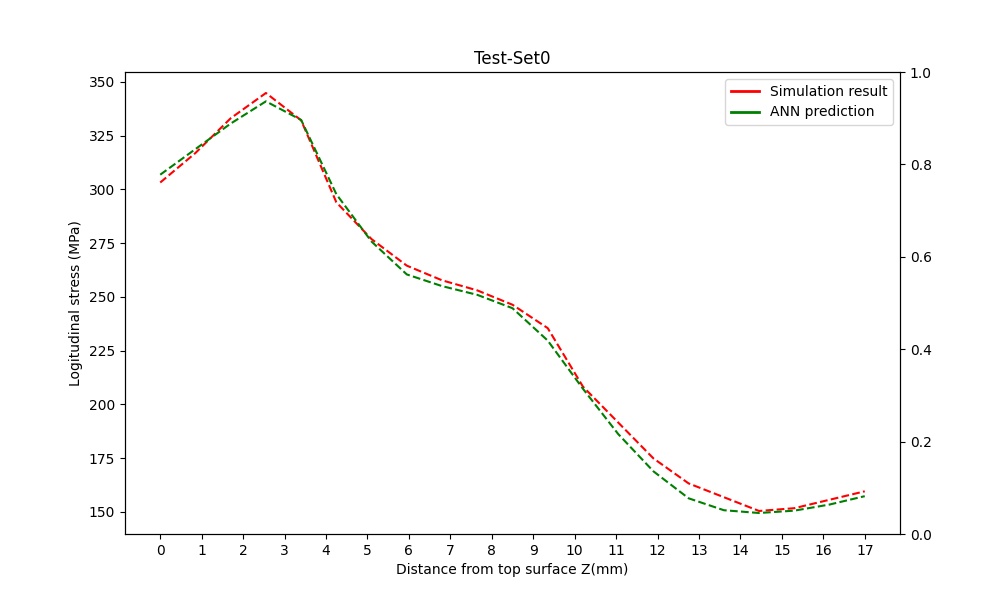 Test-Set0
Simulation result
ANN prediction
Logitudinal stress (MPa)
350
325
300
275
250
225
200
175
150
1.0
0.8
0.6
0.4
0.2
0.0
0 1 2 3 4 5 6 7 8 9 10 11 12 13 14 15 16 17
Distance from top surface Z(mm)